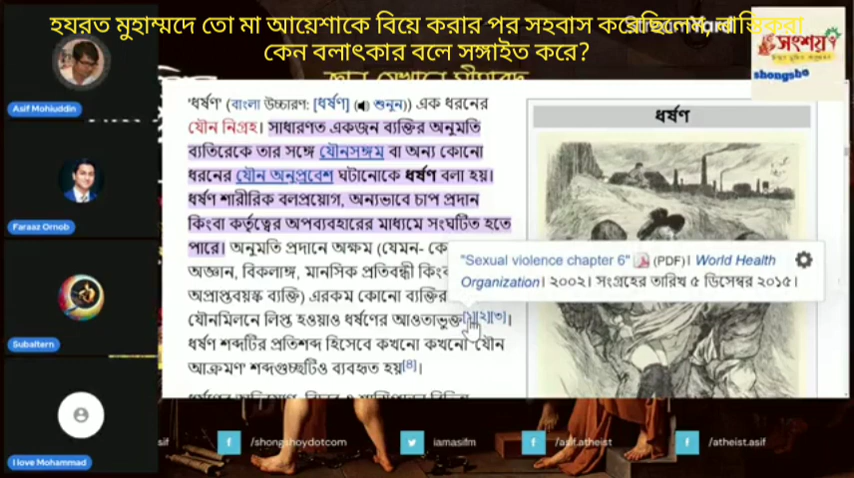 হযরত মুহাম্মদে তো মা আয়েশাকে বিয়ে করার পর সহবাস করেছিলেন, নাস্তিকরা
কেন বলাৎকার বলে সঙ্গাইত করে?
সংশয়
shongsho
Asif Mohiuddin
Faraaz Ornob
Subaltern
I love Mohammad
'ধর্ষণ' (বাংলা উচ্চারণ: [ধর্ষণ] (শুনুন)) এক ধরনের
যৌন নিগ্রহ। সাধারণত একজন ব্যক্তির অনুমতি
ব্যতিরেকে তার সঙ্গে যৌনসঙ্গম বা অন্য কোনো
ধরনের যৌন অনুপ্রবেশ ঘটানোকে ধর্ষণ বলা হয়।
ধর্ষণ শারীরিক বলপ্রয়োগ, অন্যভাবে চাপ প্রদান
কিংবা কর্তৃত্বের অপব্যবহারের মাধ্যমে সংঘটিত হতে
পারে। অনুমতি প্রদানে অক্ষম (যেমন- কে
অজ্ঞান, বিকলাঙ্গ, মানসিক প্রতিবন্ধী কিংব
অপ্রাপ্তবয়স্ক ব্যক্তি) এরকম কোনো ব্যক্তির
যৌনমিলনে লিপ্ত হওয়াও ধর্ষণের আওতাভুক্ত[১][২][৩]।
ধর্ষণ শব্দটির প্রতিশব্দ হিসেবে কখনো কখনো 'যৌন
আক্রমণ' শব্দগুচ্ছটিও ব্যবহৃত হয়[৪]।
ধর্ষণ
"Sexual violence chapter 6" (PDF)। World Health
Organization। ২০০২। সংগ্রহের তারিখ ৫ ডিসেম্বর ২০১৫।
sif
/shongshoydotcom
iamasifm
/asif.atheist
/atheist.asif